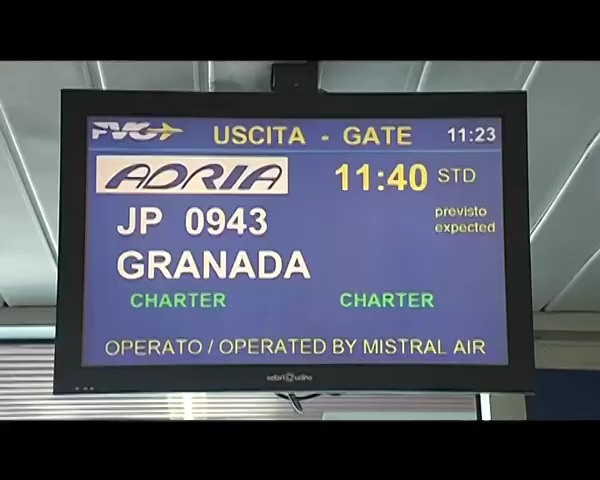 FVG USCITA - GATE 11:23
ADRIA 11:40 STD
JP 0943 previsto
expected
GRANADA
CHARTER CHARTER
OPERATO / OPERATED BY MISTRAL AIR